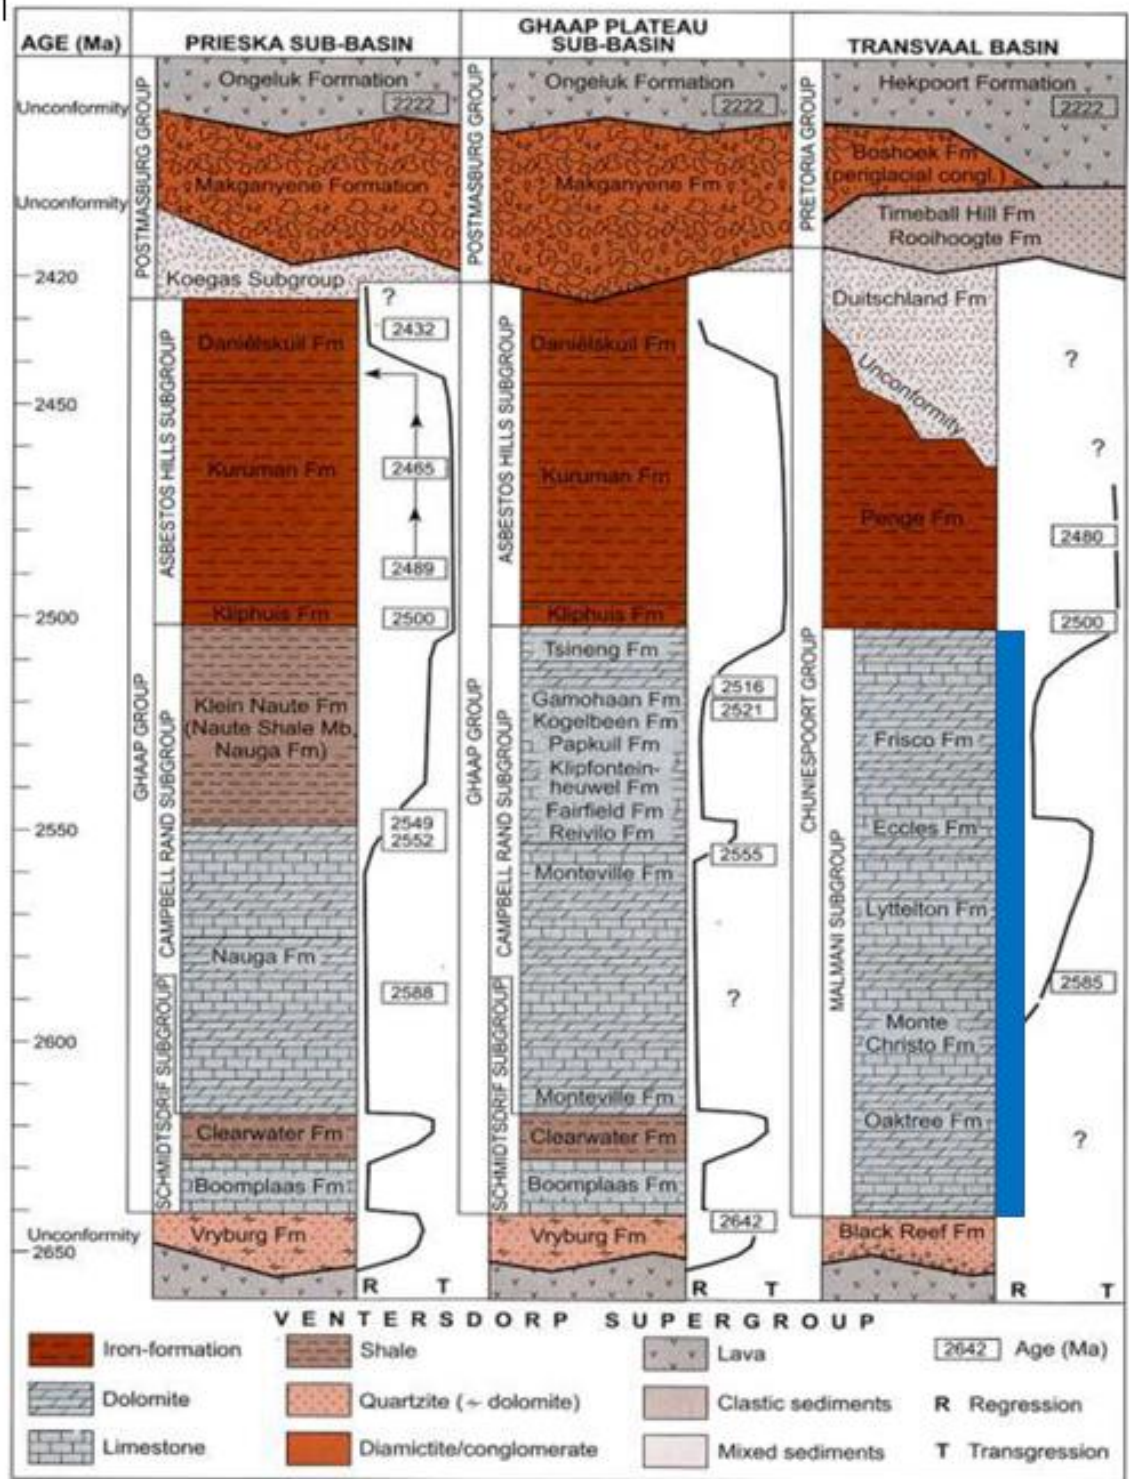 AGE (Ma)
PRIESKA SUB-BASIN
GHAAP PLATEAU
SUB-BASIN
TRANSVAAL BASIN
Unconformity
Unconformity
2420
2450
2500
2550
2600
Unconformity
2650
POSTMASBURG GROUP
GHAAP GROUP
ASBESTOS HILLS SUBGROUP
CAMPBELL RAND SUBGROUP
SCHMIDTSDRIF SUBGROUP
Ongeluk Formation
2222
Makganyene Formation
Koegas Subgroup
?
2432
Daniëlskuil Fm
Kuruman Fm
2465
2489
Kliphuis Fm
2500
Klein Naute Fm
(Naute Shale Mb,
Nauga Fm)
2549
2552
Nauga Fm
2588
Clearwater Fm
Boomplaas Fm
Vryburg Fm
R T
POSTMASBURG GROUP
GHAAP GROUP
ASBESTOS HILLS SUBGROUP
CAMPBELL RAND SUBGROUP
SCHMIDTSDRIF SUBGROUP
Ongeluk Formation
2222
Makganyene Fm
Daniëlskuil Fm
Kuruman Fm
Kliphuis Fm
Tsineng Fm
2516
Gamohaan Fm
2521
Kogelbeen Fm
Papkuil Fm
Klipfontein-
heuwel Fm
Fairfield Fm
Reivilo Fm
2555
Monteville Fm
?
Monteville Fm
Clearwater Fm
Boomplaas Fm
2642
Vryburg Fm
R T
PRETORIA GROUP
CHUNIESPOORT GROUP
MALMANI SUBGROUP
Hekpoort Formation
2222
Boshoek Fm
(periglacial congl.)
Timeball Hill Fm
Rooihoogte Fm
Duitschland Fm
Unconformity
?
?
Penge Fm
2480
2500
Frisco Fm
Eccles Fm
Lyttelton Fm
2585
Monte
Christo Fm
Oaktree Fm
?
Black Reef Fm
R T
VENTERSDORP SUPERGROUP
Iron-formation
Shale
Lava
2642 Age (Ma)
Dolomite
Quartzite (~ dolomite)
Clastic sediments
R Regression
Limestone
Diamictite/conglomerate
Mixed sediments
T Transgression